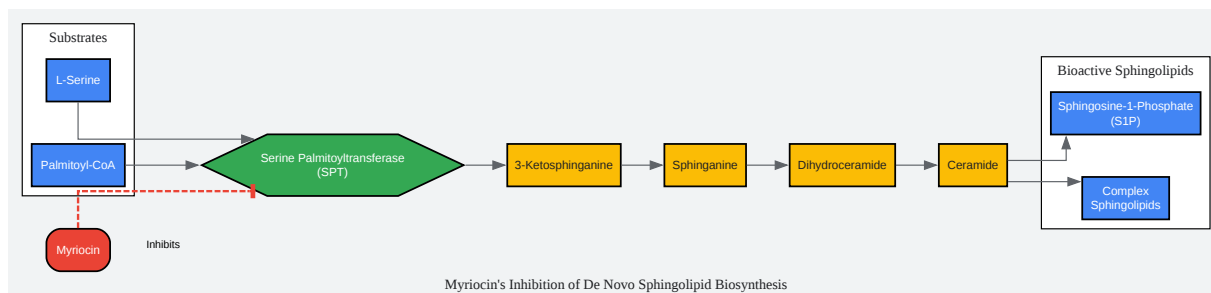 Substrates
L-Serine
Palmitoyl-CoA
Serine Palmitoyltransferase
(SPT)
3-Ketosphinganine
Sphinganine
Dihydroceramide
Ceramide
Bioactive Sphingolipids
Sphingosine-1-Phosphate
(S1P)
Complex
Sphingolipids
Myriocin
Inhibits
Myriocin's Inhibition of De Novo Sphingolipid Biosynthesis